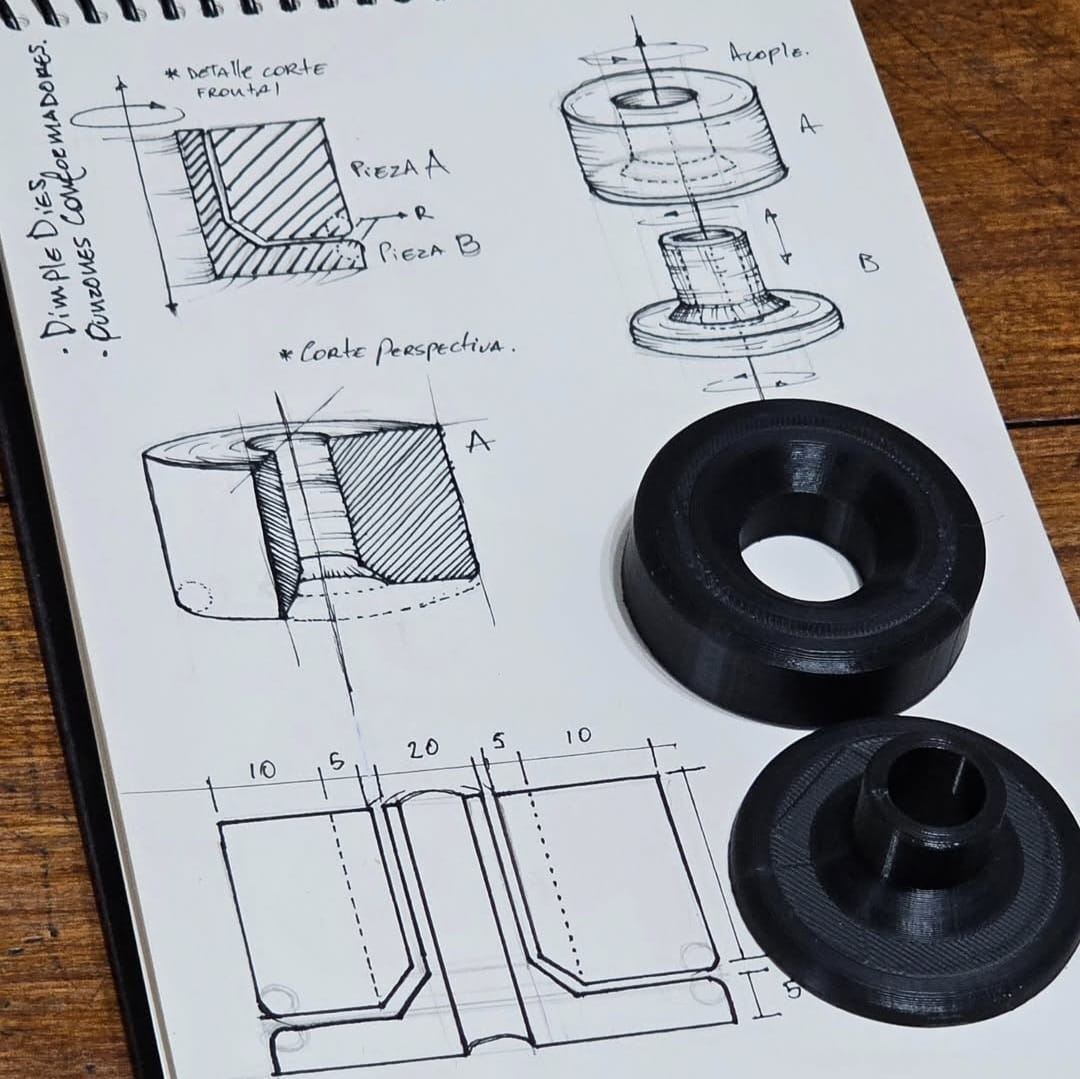 · Dimple Dies.
· PUNZONES CONFORMADORES.
* DETAlle CORTE
FRONTAl
PIEZA A
R
PIEZA B
Acople.
A
A
B
* CORTE PERSPECTIVA.
A
10 5 20 5 10
5